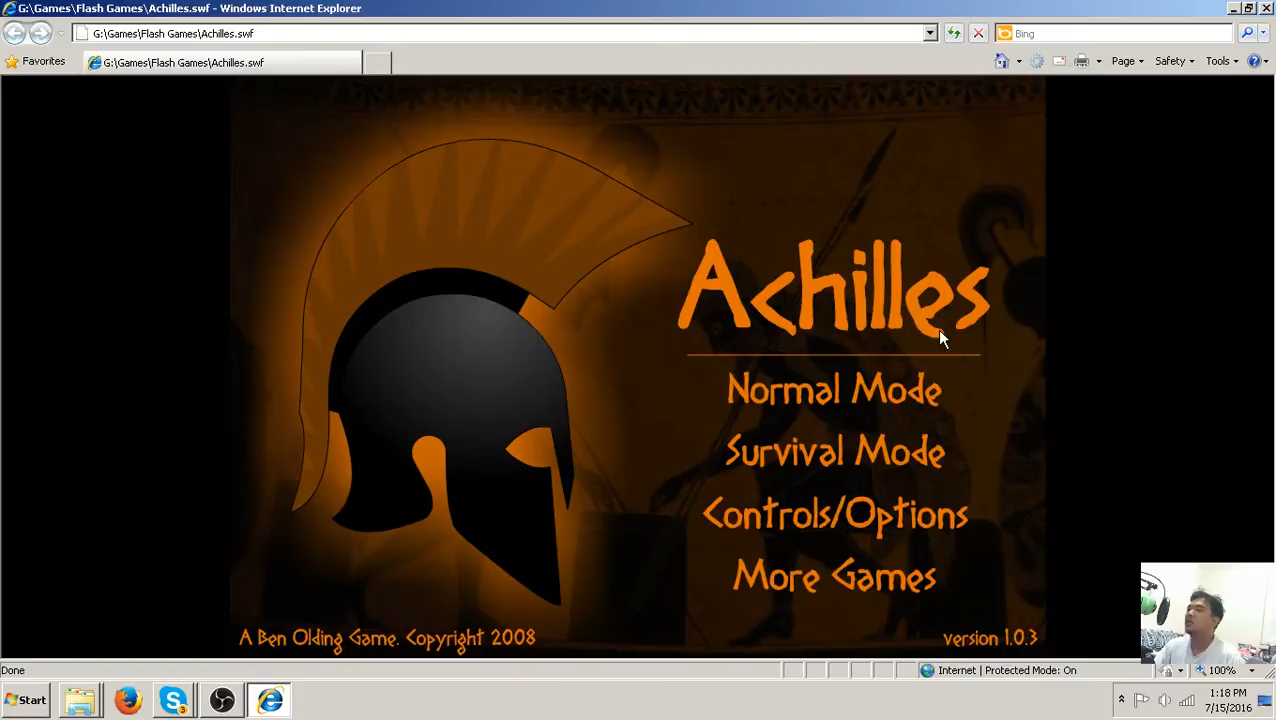 G:\Games\Flash Games\Achilles.swf - Windows Internet Explorer
G:\Games\Flash Games\Achilles.swf
Bing
Favorites
G:\Games\Flash Games\Achilles.swf
Page
Safety
Tools
Achilles
Normal Mode
Survival Mode
Controls/Options
More Games
A Ben Olding Game. Copyright 2008
version 1.0.3
Done
Internet | Protected Mode: On
100%
Start
3
1:18 PM
7/15/2016